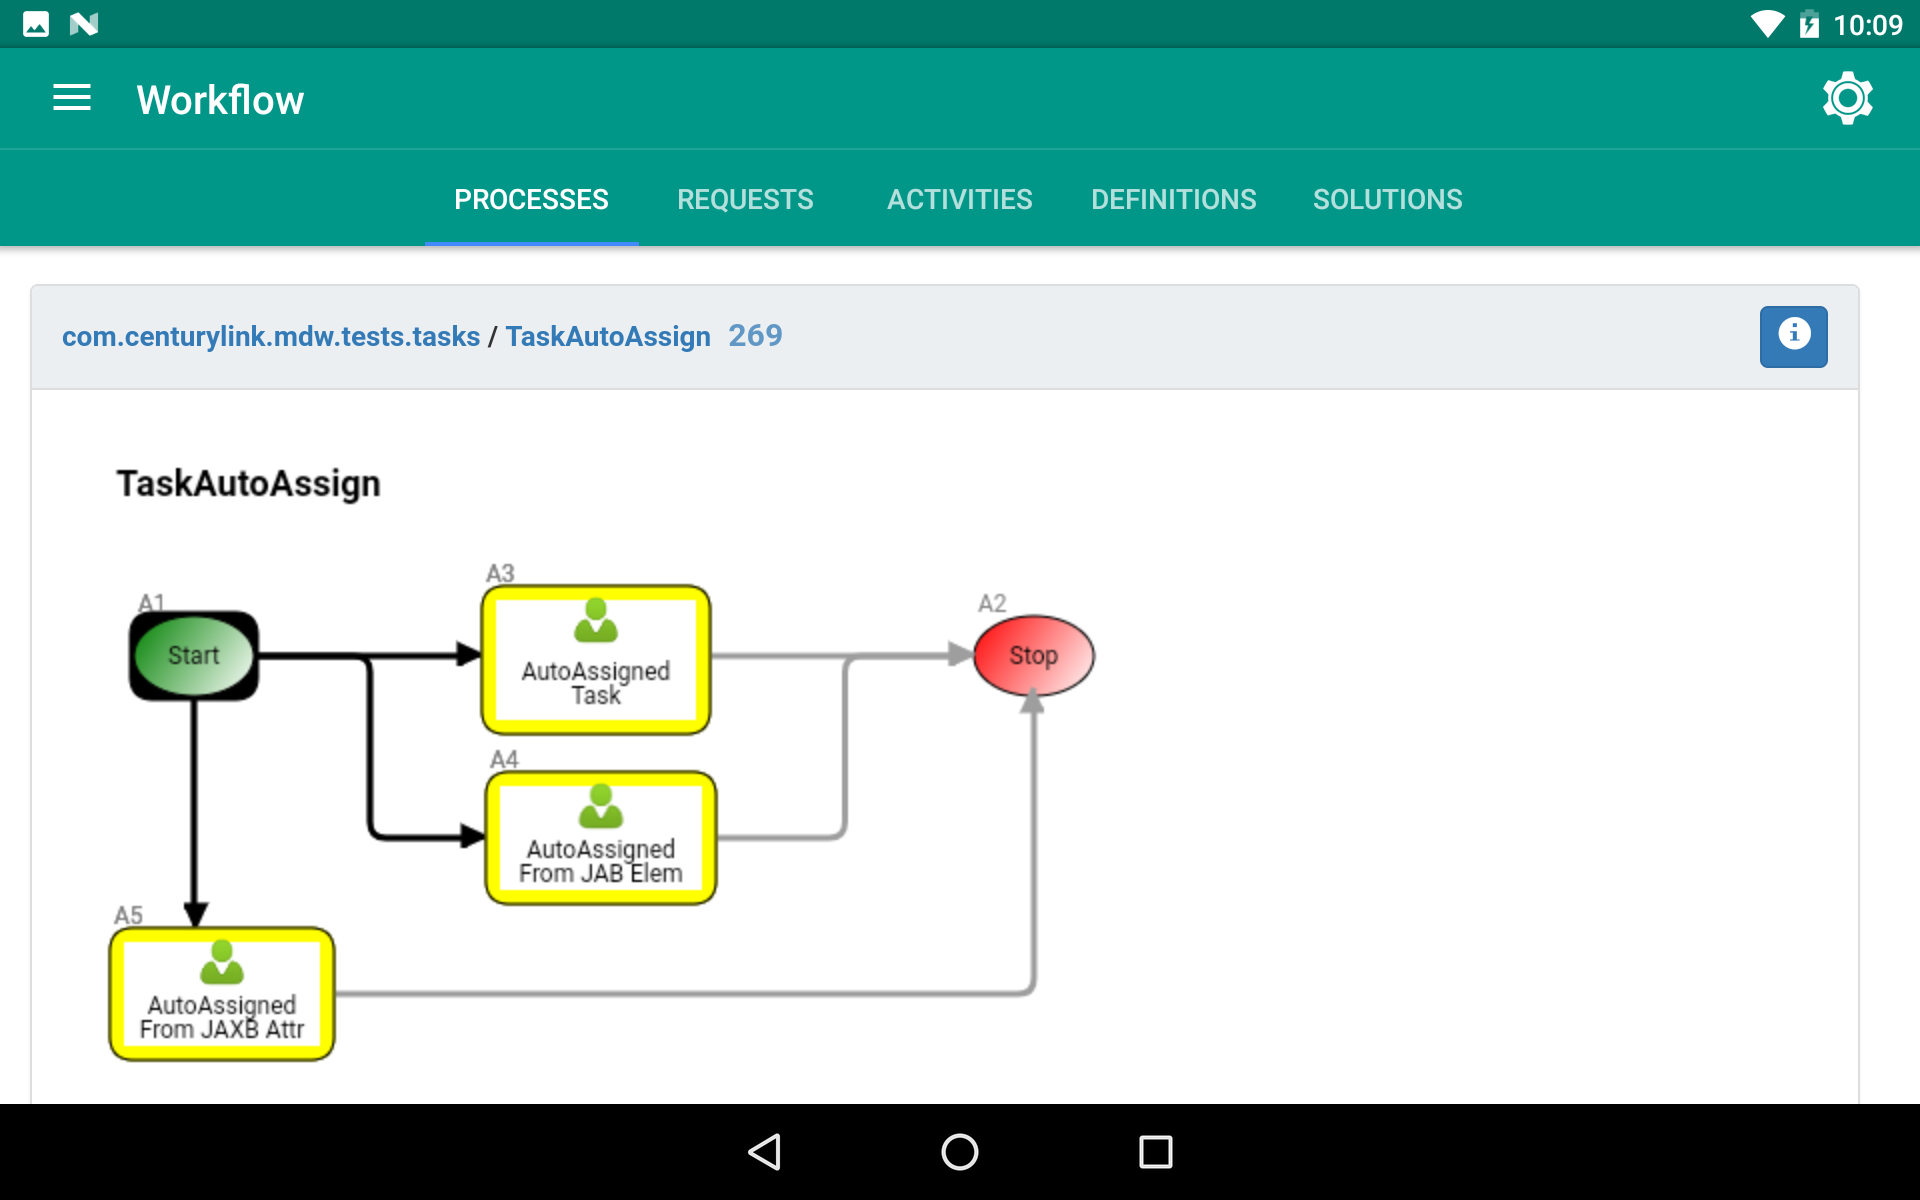 10:09
Workflow
PROCESSES REQUESTS ACTIVITIES DEFINITIONS SOLUTIONS
com.centurylink.mdw.tests.tasks / TaskAutoAssign 269
TaskAutoAssign
A1
Start
A3
AutoAssigned
Task
A2
Stop
A4
AutoAssigned
From JAB Elem
A5
AutoAssigned
From JAXB Attr